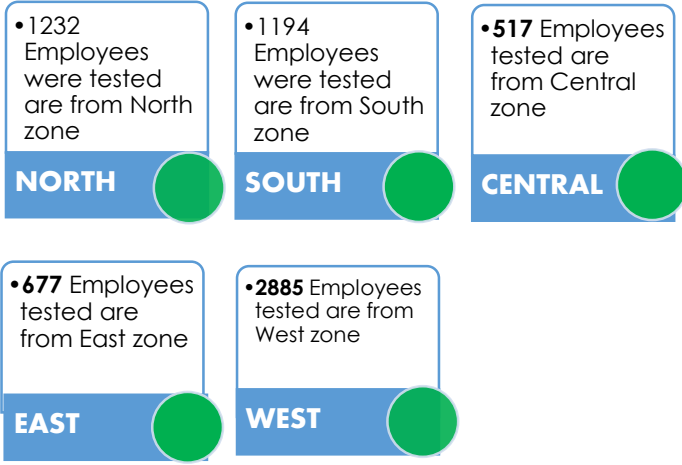 •1232
Employees
were tested
are from North
zone
NORTH
•1194
Employees
were tested
are from South
zone
SOUTH
•517 Employees
tested are
from Central
zone
CENTRAL
•677 Employees
tested are
from East zone
EAST
•2885 Employees
tested are from
West zone
WEST